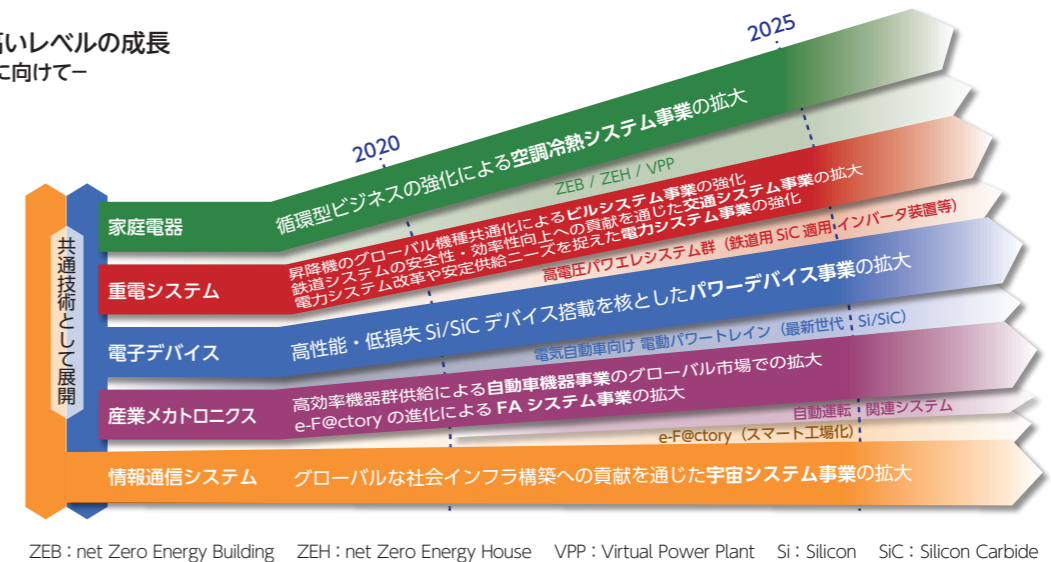 高いレベルの成長
に向けてー
2020
2025
共通技術として展開
家庭電器
循環型ビジネスの強化による空調冷熱システム事業の拡大
ZEB / ZEH / VPP
重電システム
昇降機のグローバル機種共通化によるビルシステム事業の強化
鉄道システムの安全性・効率性向上への貢献を通じた交通システム事業の拡大
電力システム改革や安定供給ニーズを捉えた電力システム事業の強化
高電圧パワエレシステム群（鉄道用 SiC 適用 インバータ装置等）
電子デバイス
高性能・低損失 Si/SiC デバイス搭載を核としたパワーデバイス事業の拡大
電気自動車向け 電動パワートレイン（最新世代 Si/SiC）
産業メカトロニクス
高効率機器群供給による自動車機器事業のグローバル市場での拡大
e-F@ctory の進化による FA システム事業の拡大
自動運転 関連システム
e-F@ctory（スマート工場化）
情報通信システム
グローバルな社会インフラ構築への貢献を通じた宇宙システム事業の拡大
ZEB：net Zero Energy Building ZEH：net Zero Energy House VPP：Virtual Power Plant Si：Silicon SiC：Silicon Carbide